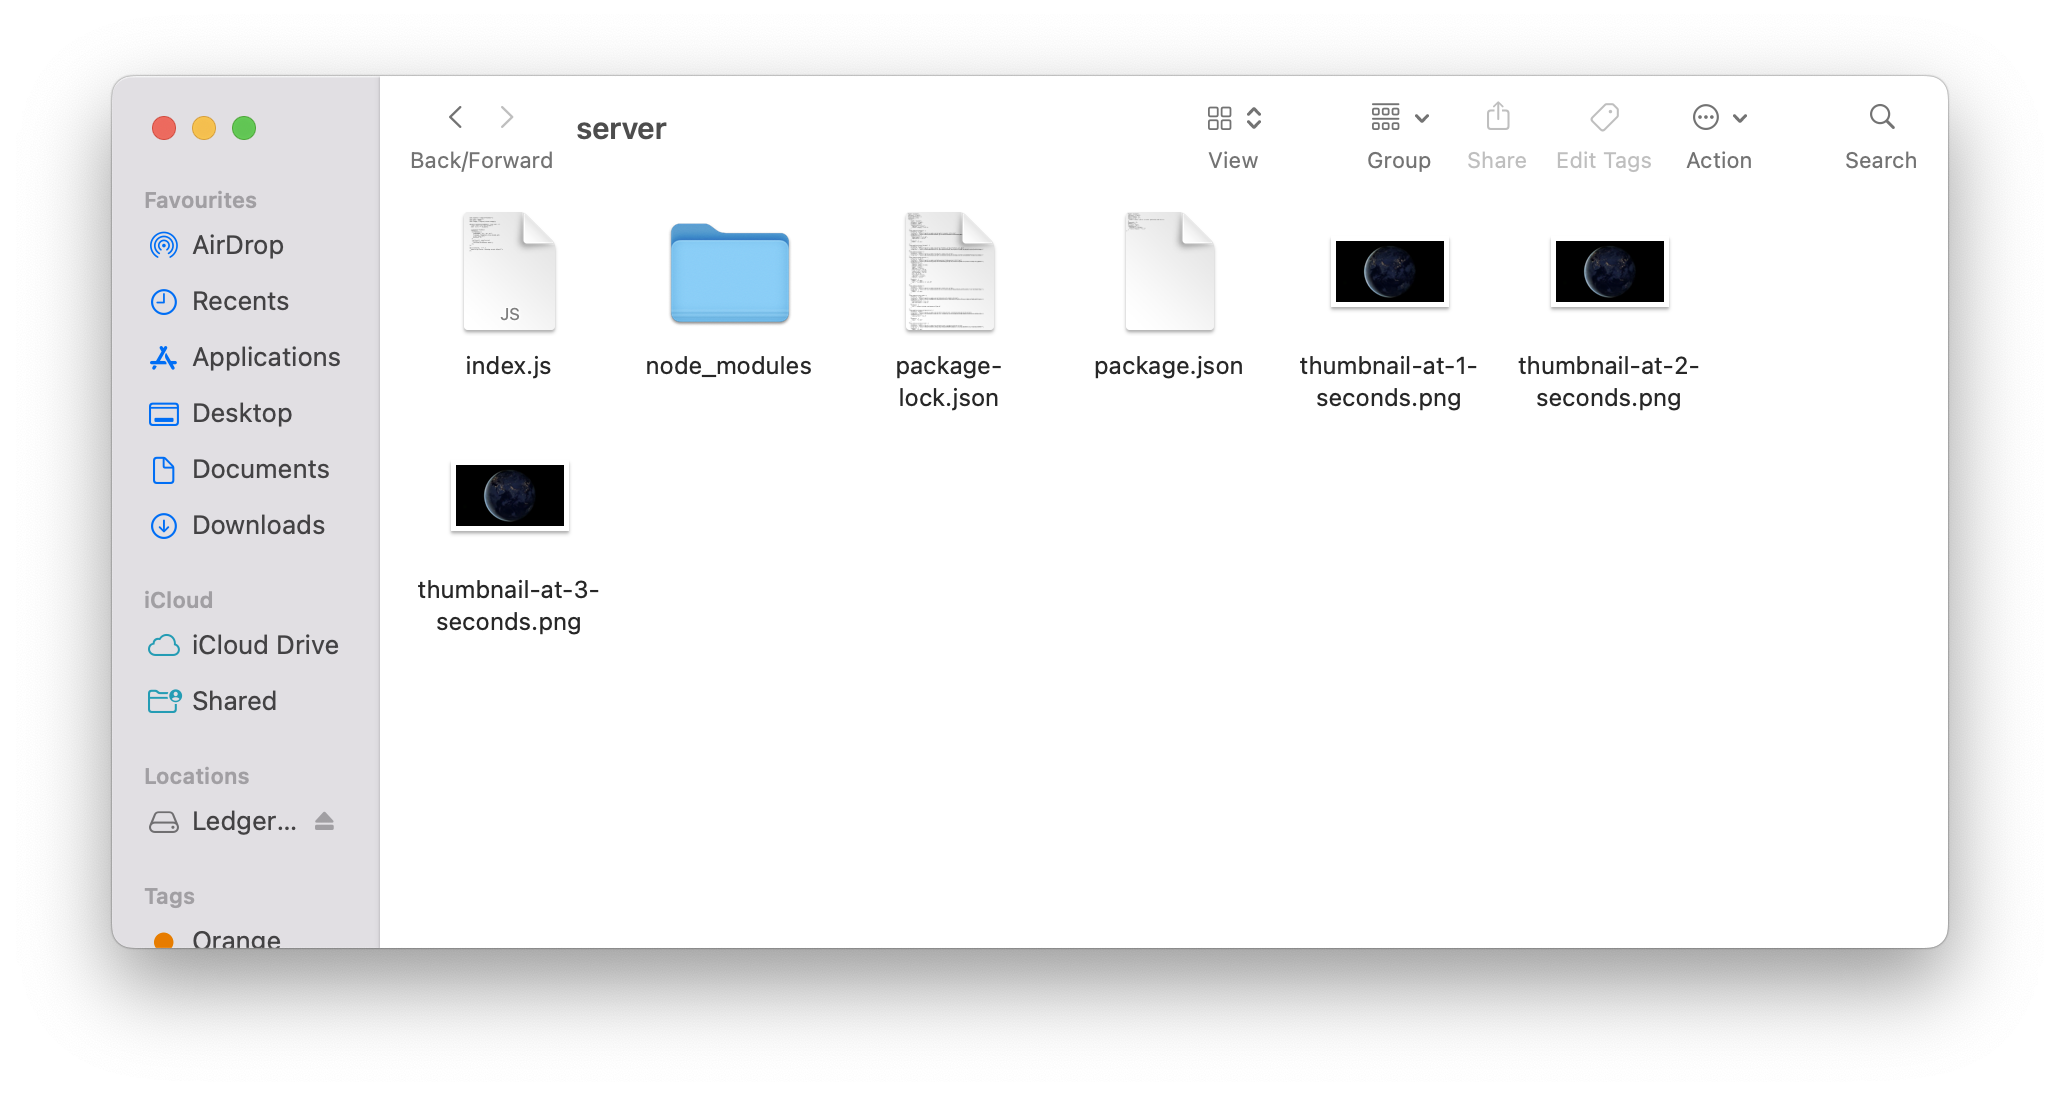 Favourites
AirDrop
Recents
Applications
Desktop
Documents
Downloads
iCloud
iCloud Drive
Shared
Locations
Ledger...
Tags
Orange
server
Back/Forward
View
Group
Share
Edit Tags
Action
Search
JS
index.js
node_modules
package-
lock.json
package.json
thumbnail-at-1-
seconds.png
thumbnail-at-2-
seconds.png
thumbnail-at-3-
seconds.png